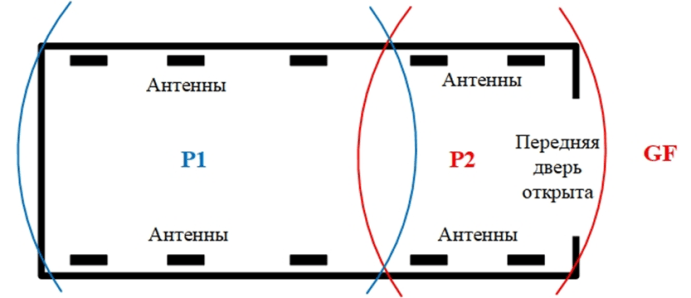 Антенны
Антенны
P1
P2
Передняя
дверь
открыта
GF
Антенны
Антенны